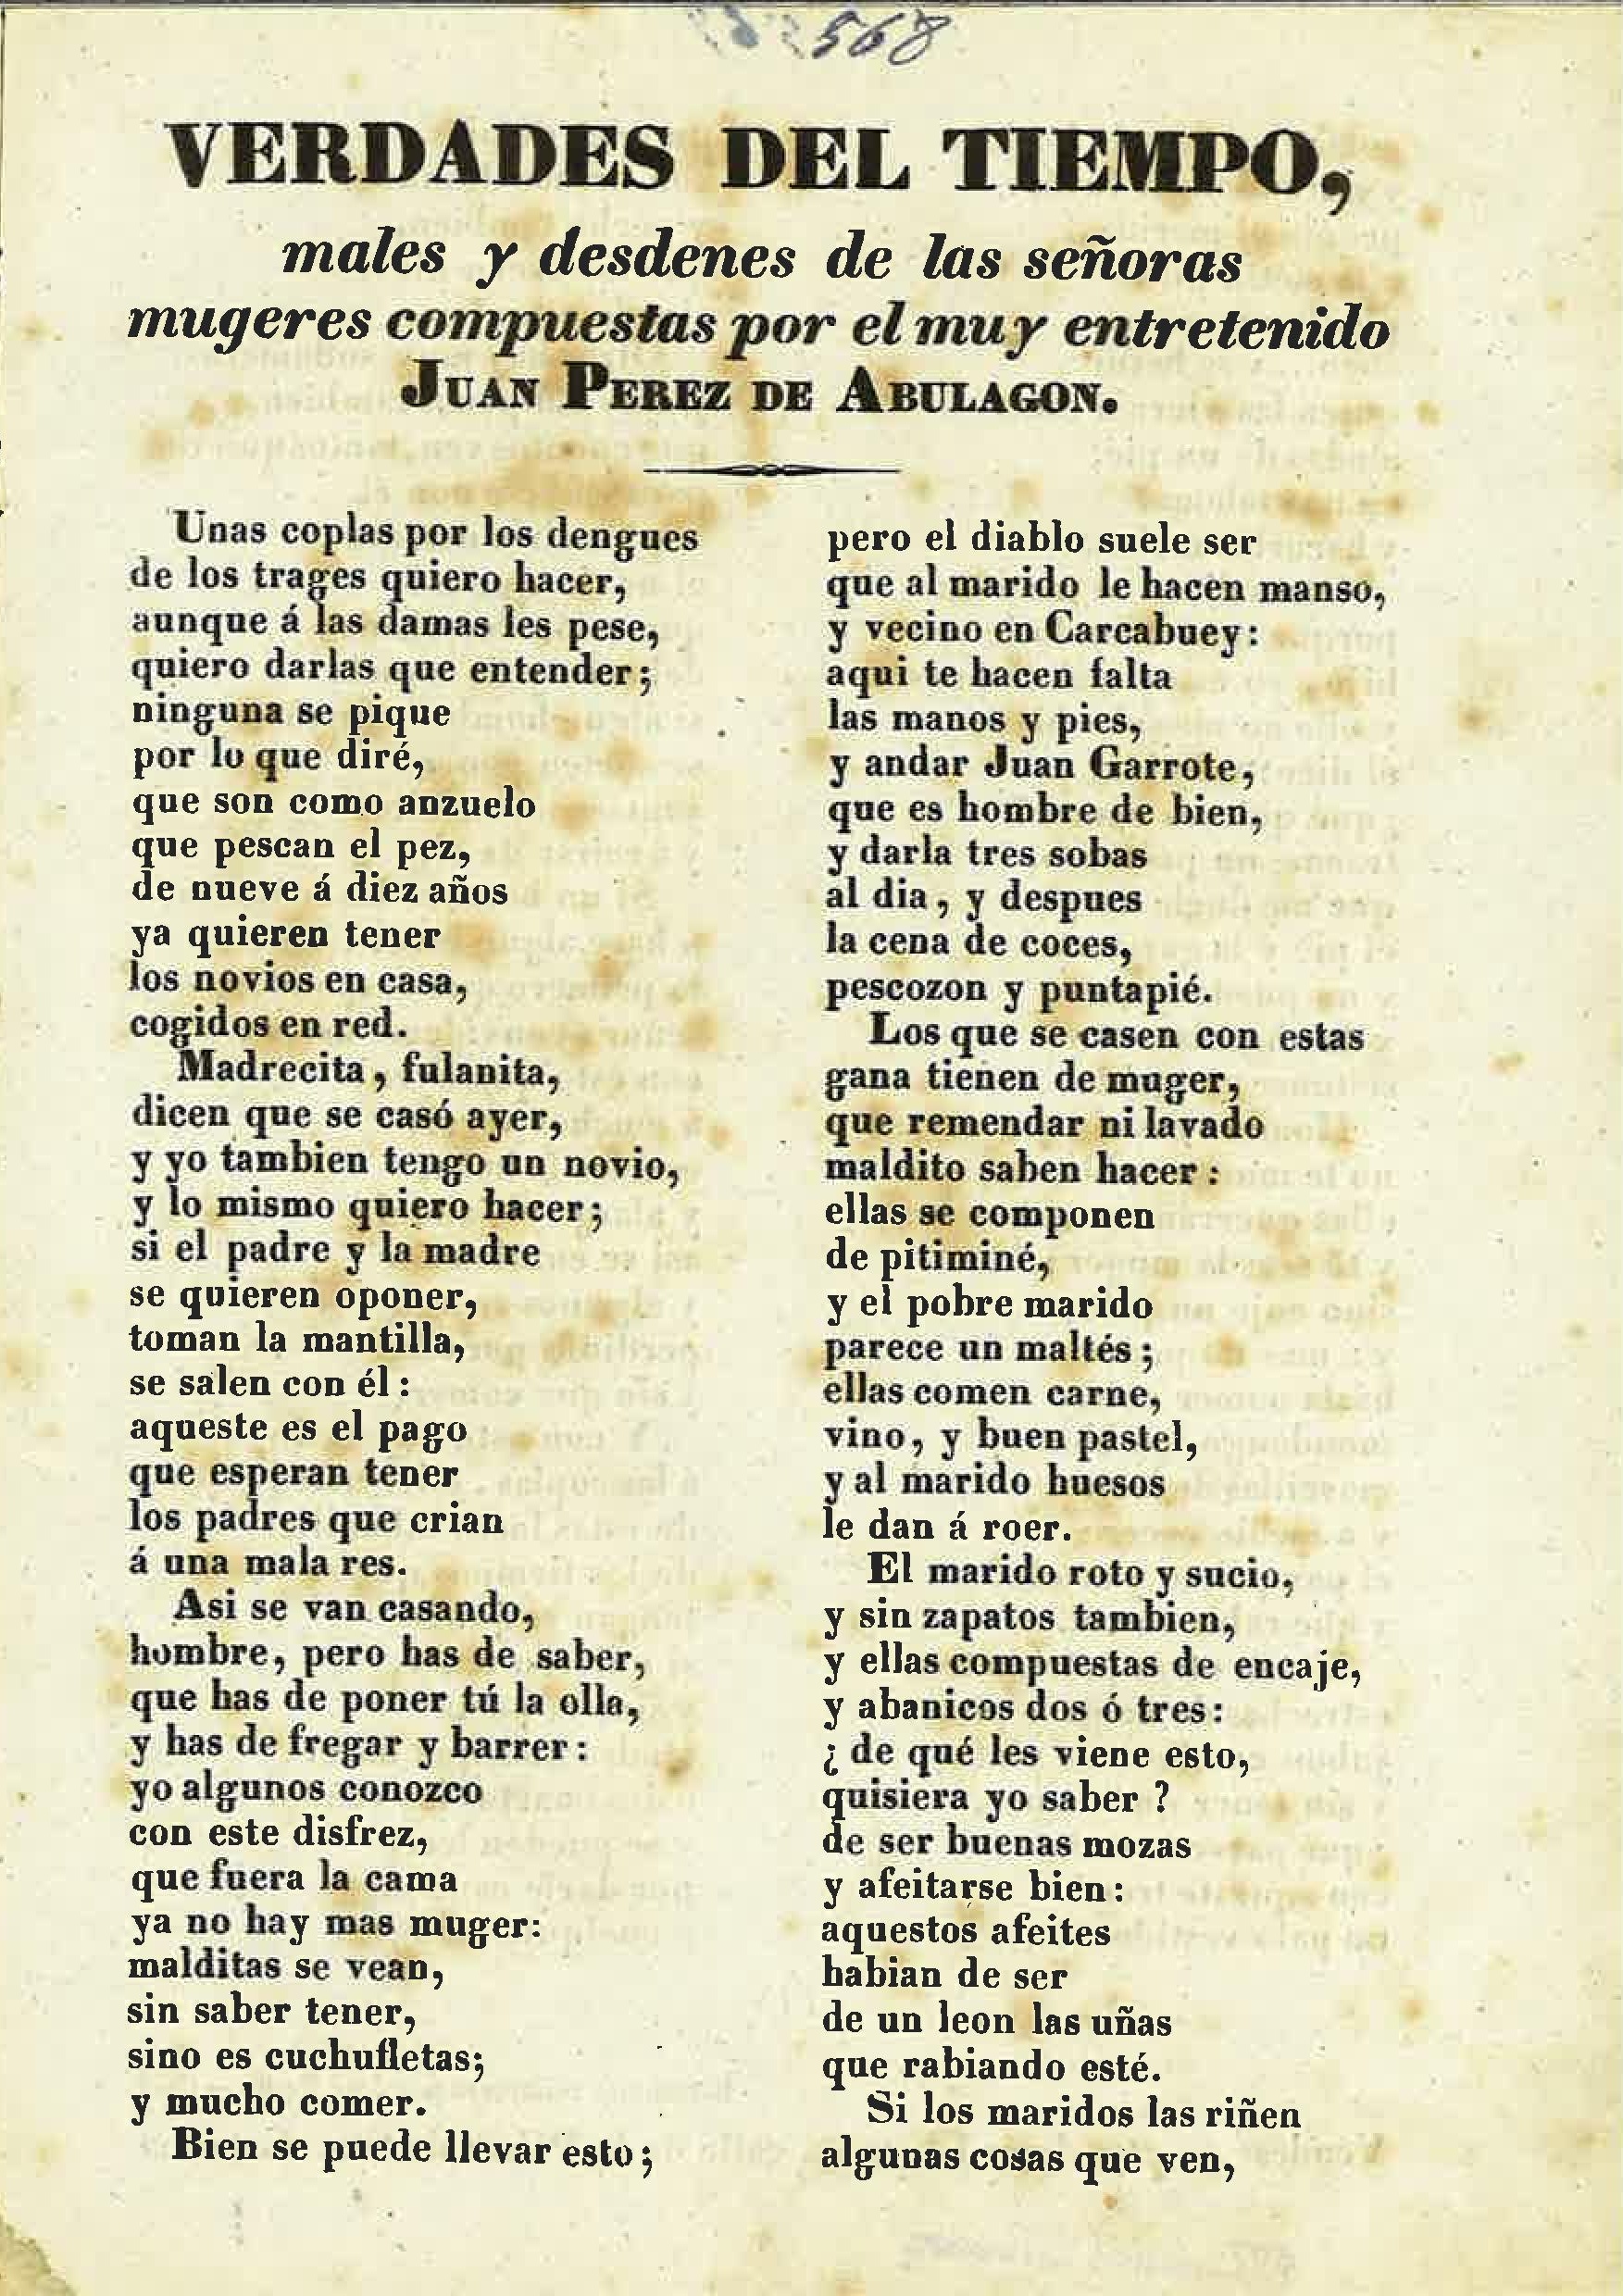 568
VERDADES DEL TIEMPO,
males y desdenes de las señoras
mugeres compuestas por el muy entretenido
JUAN PEREZ DE ABULAGON.
Unas coplas por los dengues
de los trages quiero hacer,
aunque á las damas les pese,
quiero darlas que entender;
ninguna se pique
por lo que diré,
que son como anzuelo
que pescan el pez,
de nueve á diez años
ya quieren tener
los novios en casa,
cogidos en red.
Madrecita, fulanita,
dicen que se casó ayer,
y yo tambien tengo un novio,
y lo mismo quiero hacer;
si el padre y la madre
se quieren oponer,
toman la mantilla,
se salen con él:
aqueste es el pago
que esperan tener
los padres que crian
á una mala res.
Asi se van casando,
hombre, pero has de saber,
que has de poner tú la olla,
y has de fregar y barrer:
yo algunos conozco
con este disfrez,
que fuera la cama
ya no hay mas muger:
malditas se vean,
sin saber tener,
sino es cuchufletas;
y mucho comer.
Bien se puede llevar esto;
pero el diablo suele ser
que al marido le hacen manso,
y vecino en Carcabuey:
aqui te hacen falta
las manos y pies,
y andar Juan Garrote,
que es hombre de bien,
y darla tres sobas
al dia, y despues
la cena de coces,
pescozon y puntapié.
Los que se casen con estas
gana tienen de muger,
que remendar ni lavado
maldito saben hacer:
ellas se componen
de pitiminé,
y el pobre marido
parece un maltés;
ellas comen carne,
vino, y buen pastel,
y al marido huesos
le dan á roer.
El marido roto y sucio,
y sin zapatos tambien,
y ellas compuestas de encaje,
y abanicos dos ó tres:
¿de qué les viene esto,
quisiera yo saber?
de ser buenas mozas
y afeitarse bien:
aquestos afeites
habian de ser
de un leon las uñas
que rabiando esté.
Si los maridos las riñen
algunas cosas que ven,